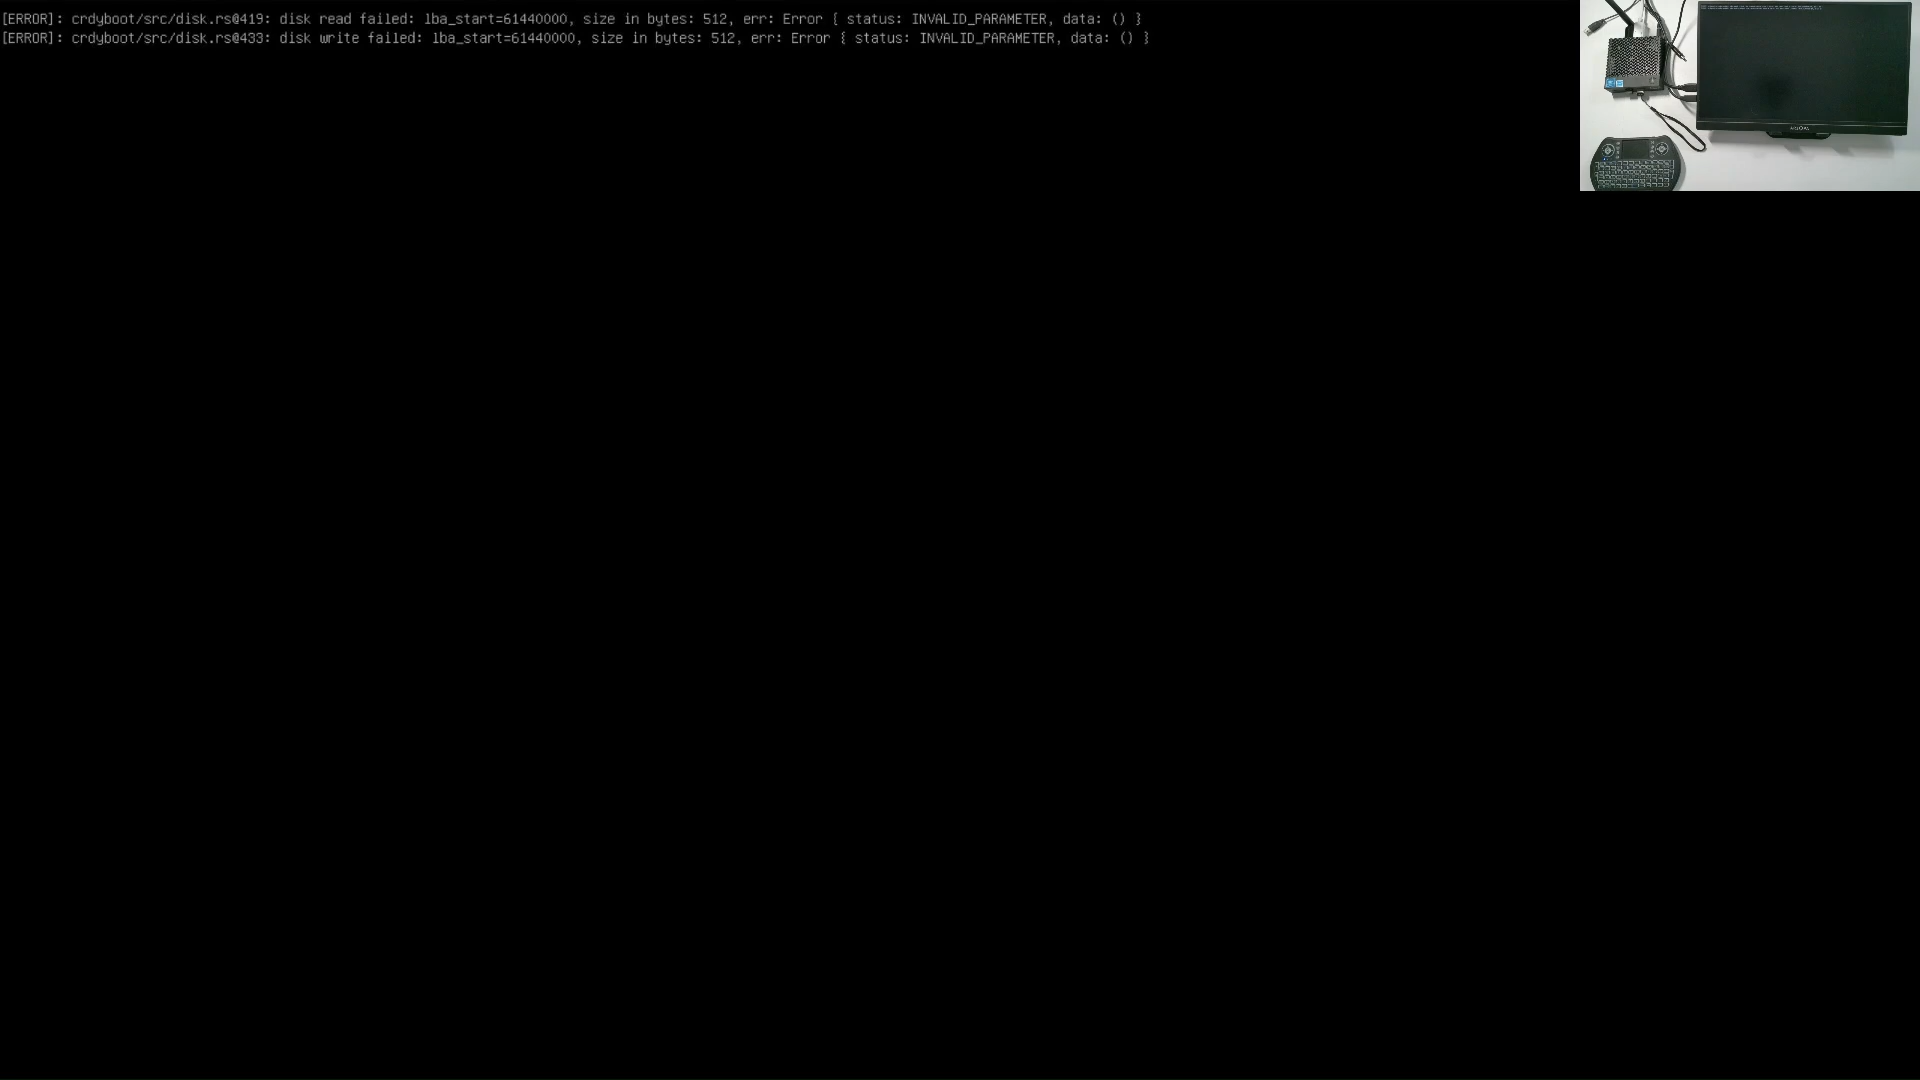 [ERROR]: crdyboot/src/disk.rs@419: disk read failed: lba_start=61440000, size in bytes: 512, err: Error { status: INVALID_PARAMETER, data: () }
[ERROR]: crdyboot/src/disk.rs@433: disk write failed: lba_start=61440000, size in bytes: 512, err: Error { status: INVALID_PARAMETER, data: () }